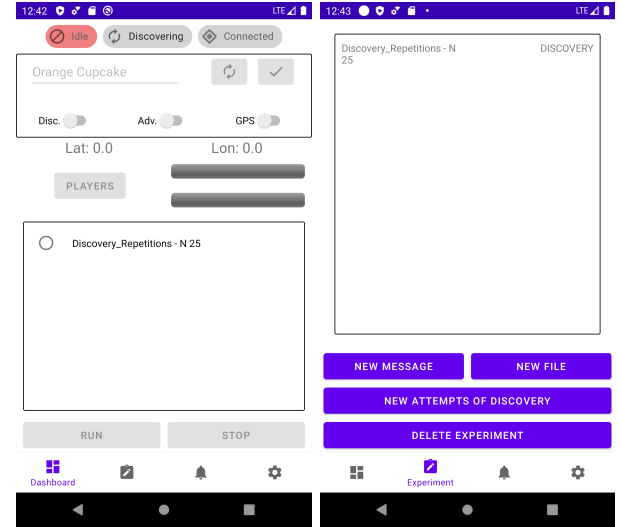 12:42 LTE
Idle Discovering Connected
Orange Cupcake
Disc. Adv. GPS
Lat: 0.0 Lon: 0.0
PLAYERS
Discovery_Repetitions - N 25
RUN STOP
Dashboard
12:43 LTE
Discovery_Repetitions - N DISCOVERY
25
NEW MESSAGE NEW FILE
NEW ATTEMPTS OF DISCOVERY
DELETE EXPERIMENT
Experiment